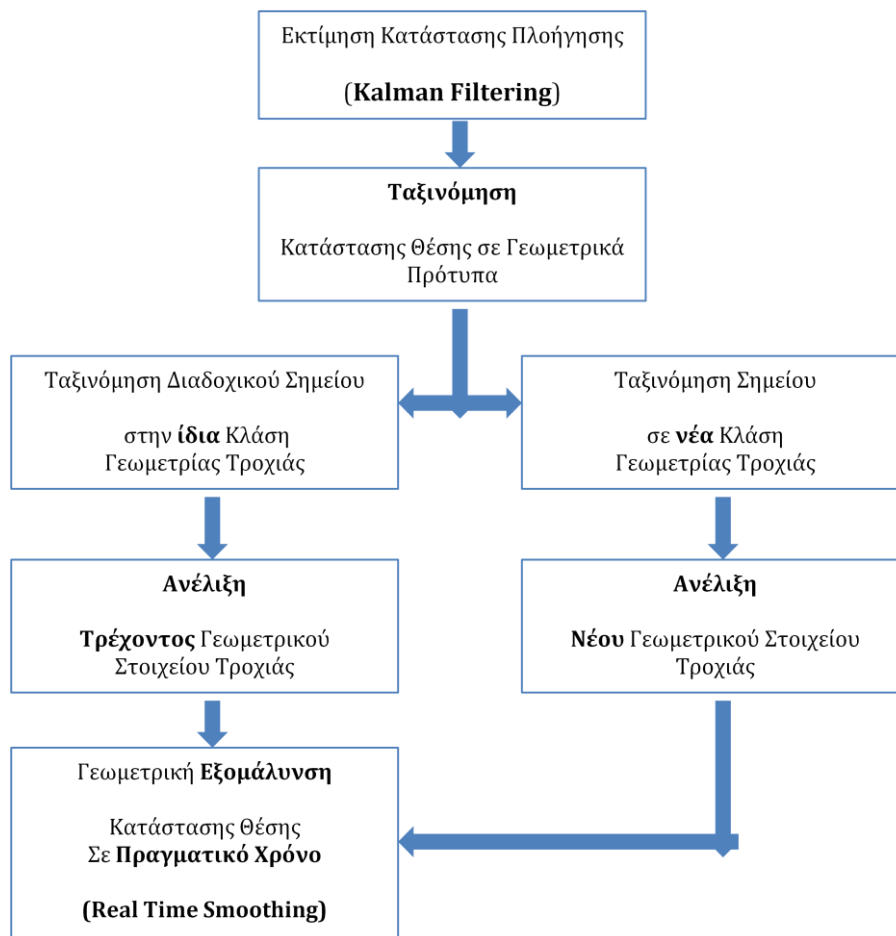 Εκτίμηση Κατάστασης Πλοήγησης
(Kalman Filtering)
Ταξινόμηση
Κατάστασης Θέσης σε Γεωμετρικά
Πρότυπα
Ταξινόμηση Διαδοχικού Σημείου
στην ίδια Κλάση
Γεωμετρίας Τροχιάς
Ταξινόμηση Σημείου
σε νέα Κλάση
Γεωμετρίας Τροχιάς
Ανέλιξη
Τρέχοντος Γεωμετρικού
Στοιχείου Τροχιάς
Ανέλιξη
Νέου Γεωμετρικού Στοιχείου
Τροχιάς
Γεωμετρική Εξομάλυνση
Κατάστασης Θέσης
Σε Πραγματικό Χρόνο
(Real Time Smoothing)